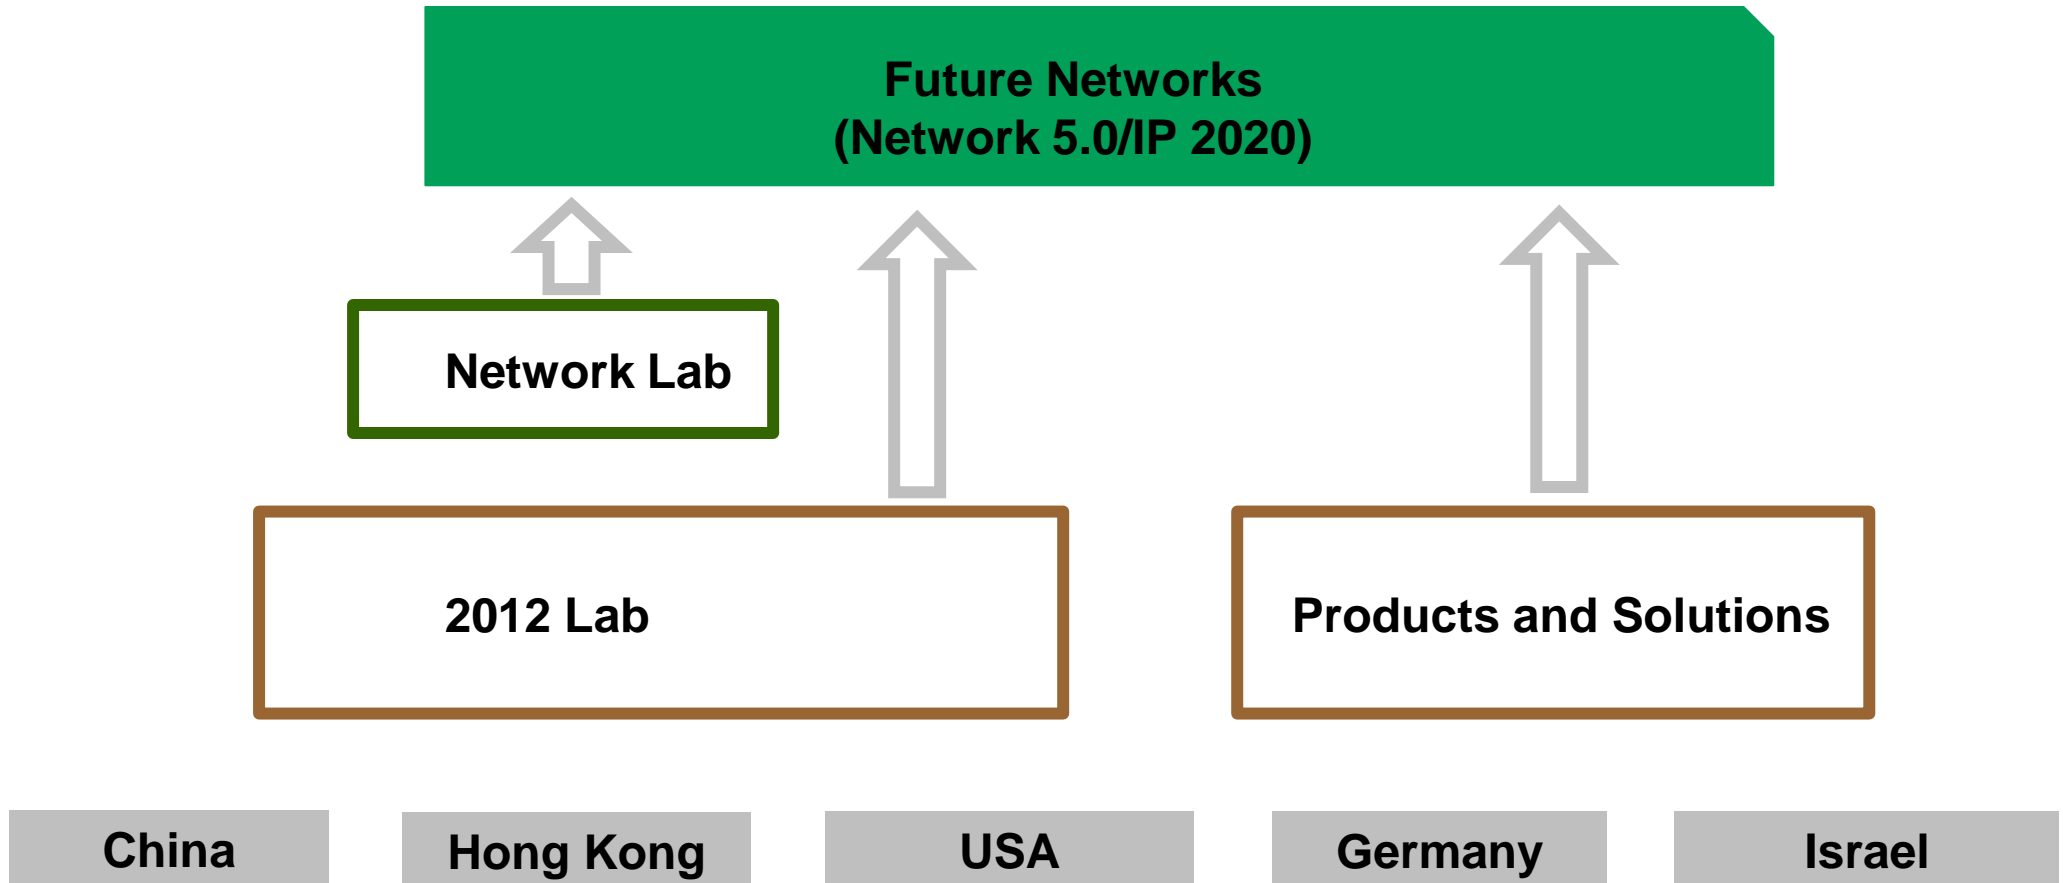 Future Networks
(Network 5.0/IP 2020)
Network Lab
2012 Lab
Products and Solutions
China
Hong Kong
USA
Germany
Israel